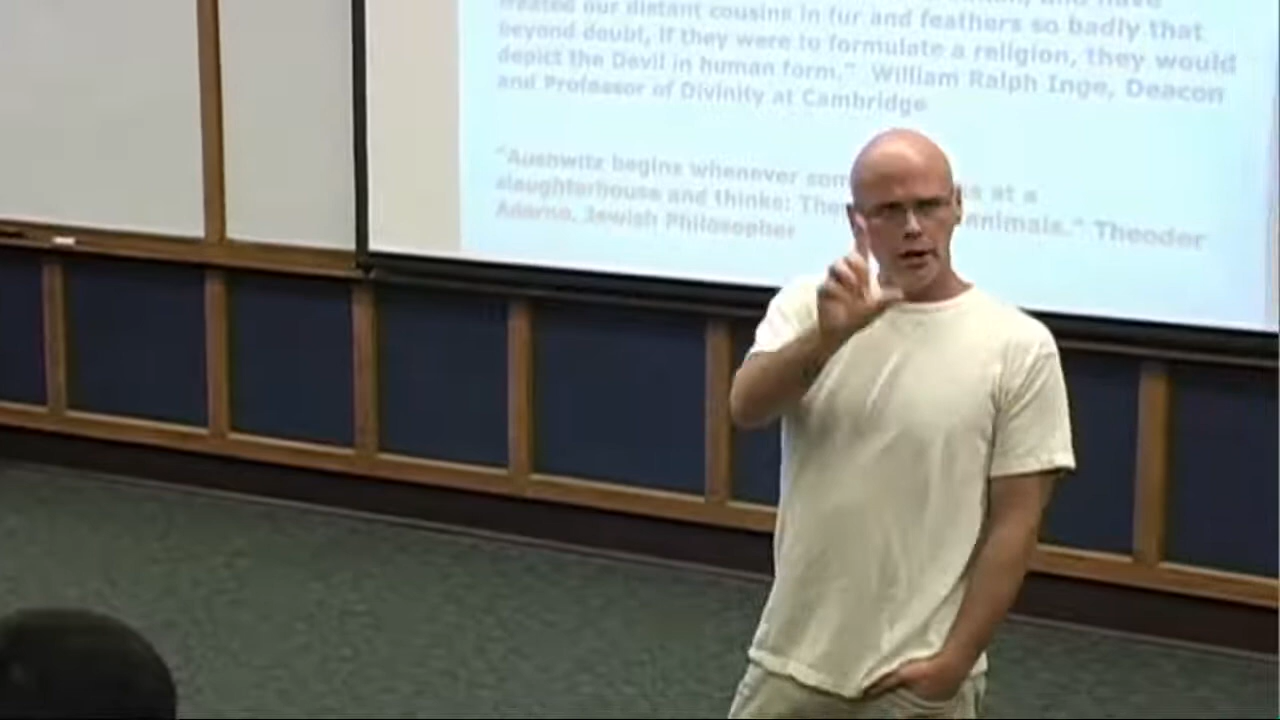 treated our distant cousins in fur and feathers so badly that
beyond doubt, if they were to formulate a religion, they would
depict the Devil in human form." William Ralph Inge, Deacon
and Professor of Divinity at Cambridge
"Aushwitz begins whenever som s at a
slaughterhouse and thinks: The animals." Theodor
Adorno, Jewish Philosopher